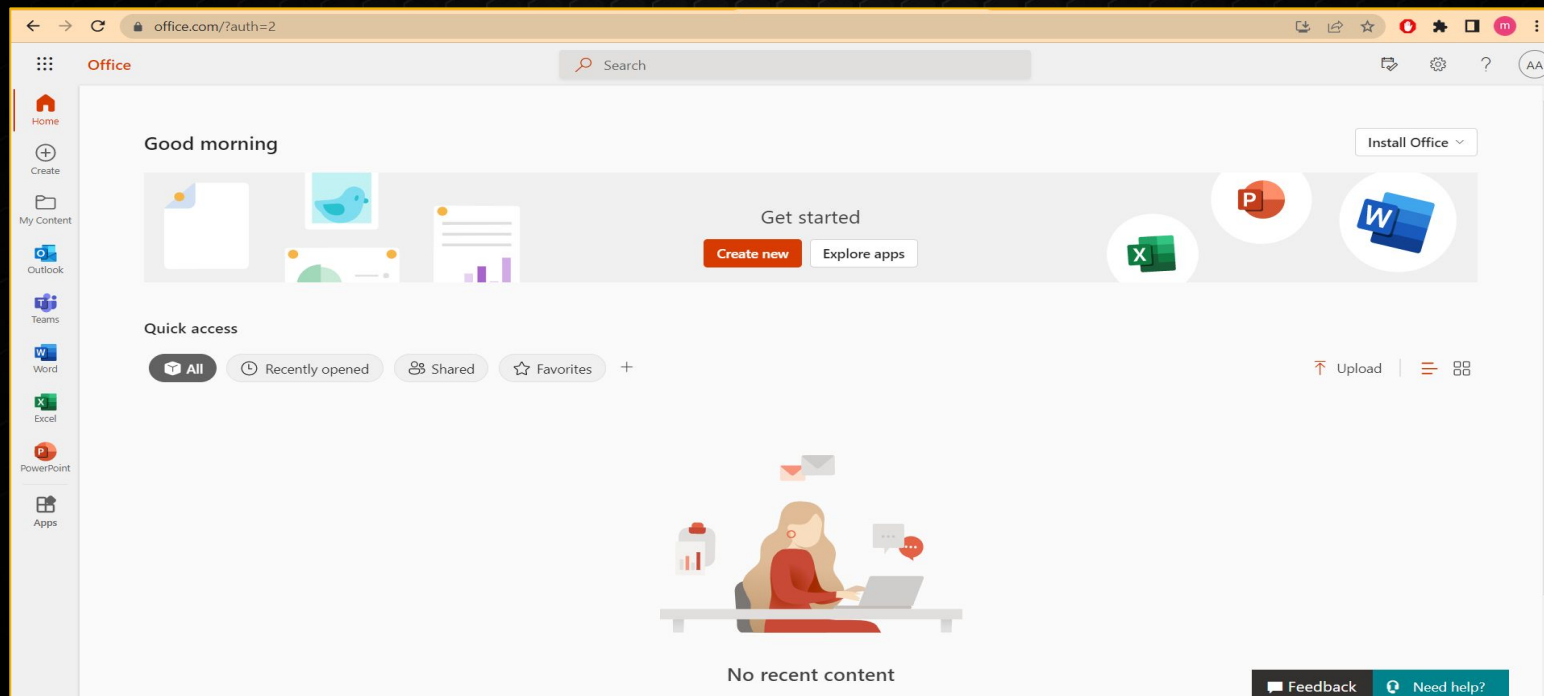 office.com/?auth=2
m
Office
Search
AA
Home
Create
My Content
Outlook
Teams
Word
Excel
PowerPoint
Apps
Good morning
Install Office
Get started
Create new
Explore apps
Quick access
All
Recently opened
Shared
Favorites
Upload
No recent content
Feedback
Need help?